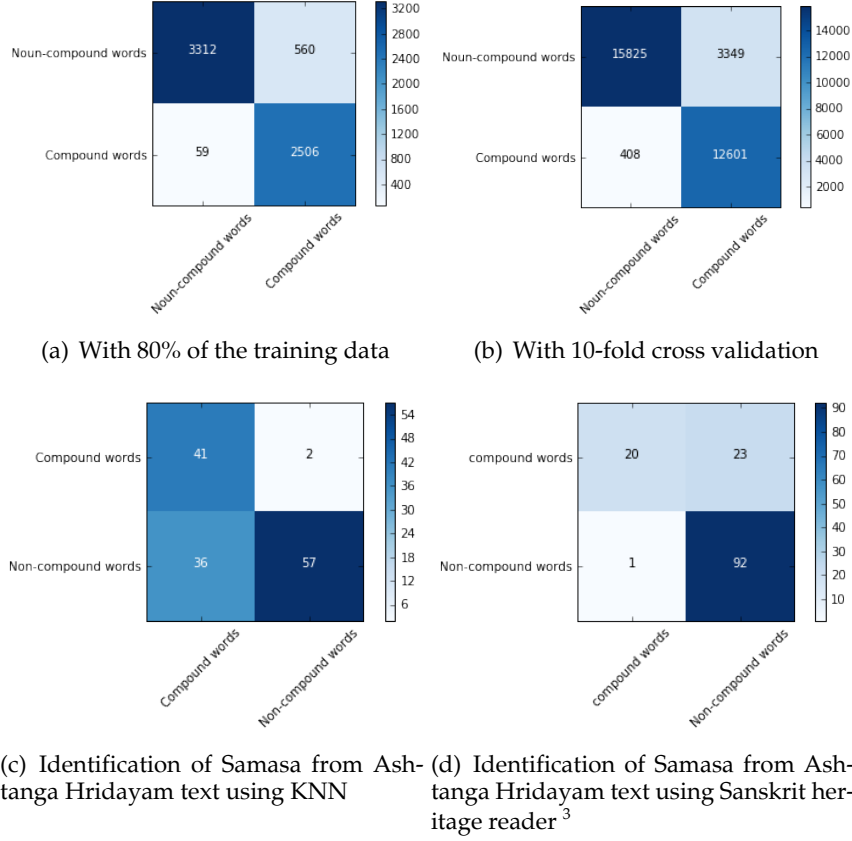 Noun-compound words
Compound words
3312 560
59 2506
3200
2800
2400
2000
1600
1200
800
400
Noun-compound words
Compound words
(a) With 80% of the training data
Noun-compound words
Compound words
15825 3349
408 12601
14000
12000
10000
8000
6000
4000
2000
Noun-compound words
Compound words
(b) With 10-fold cross validation
Compound words
Non-compound words
41 2
36 57
54
48
42
36
30
24
18
12
6
Compound words
Non-compound words
(c) Identification of Samasa from Ash-
tanga Hridayam text using KNN
compound words
Non-compound words
20 23
1 92
90
80
70
60
50
40
30
20
10
compound words
Non-compound words
(d) Identification of Samasa from Ash-
tanga Hridayam text using Sanskrit her-
itage reader 3